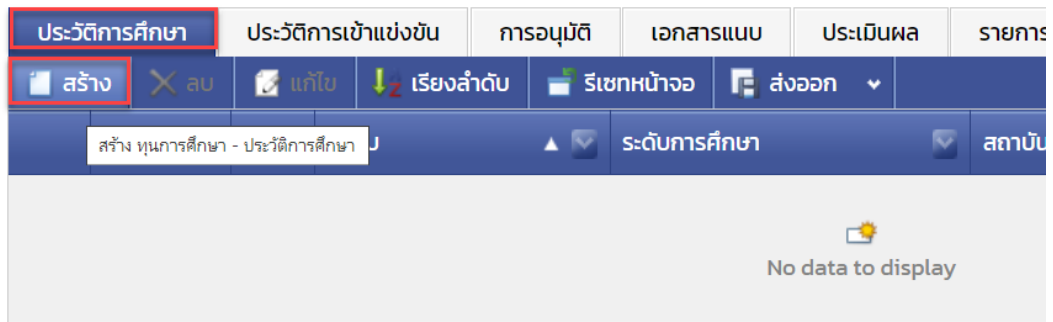 ประวัติการศึกษา ประวัติการเข้าแข่งขัน การอนุมัติ เอกสารแนบ ประเมินผล รายการ
สร้าง ลบ แก้ไข เรียงลำดับ รีเซทหน้าจอ ส่งออก
ระดับการศึกษา สถาบัน
สร้าง ทุนการศึกษา - ประวัติการศึกษา
No data to display